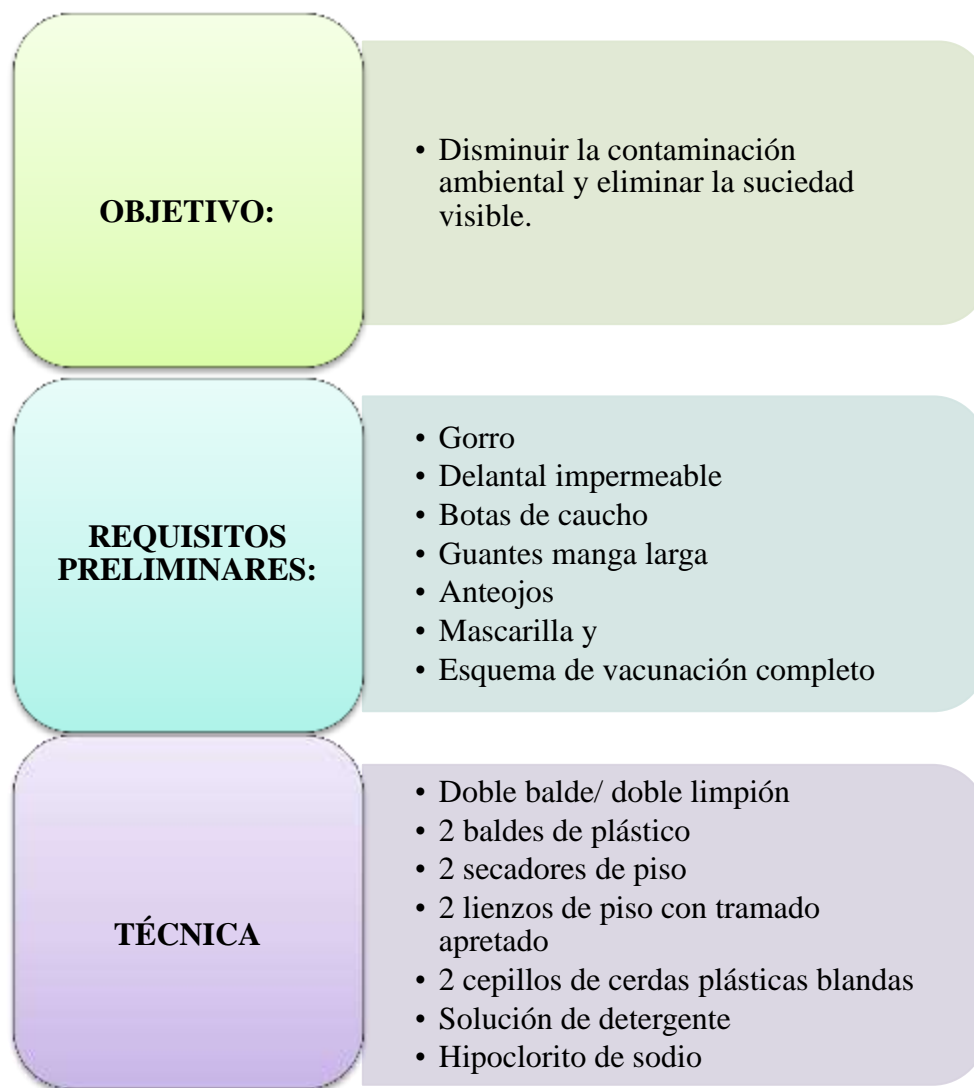 OBJETIVO:
• Disminuir la contaminación
ambiental y eliminar la suciedad
visible.
REQUISITOS
PRELIMINARES:
• Gorro
• Delantal impermeable
• Botas de caucho
• Guantes manga larga
• Anteojos
• Mascarilla y
• Esquema de vacunación completo
TÉCNICA
• Doble balde/ doble limpión
• 2 baldes de plástico
• 2 secadores de piso
• 2 lienzos de piso con tramado
apretado
• 2 cepillos de cerdas plásticas blandas
• Solución de detergente
• Hipoclorito de sodio